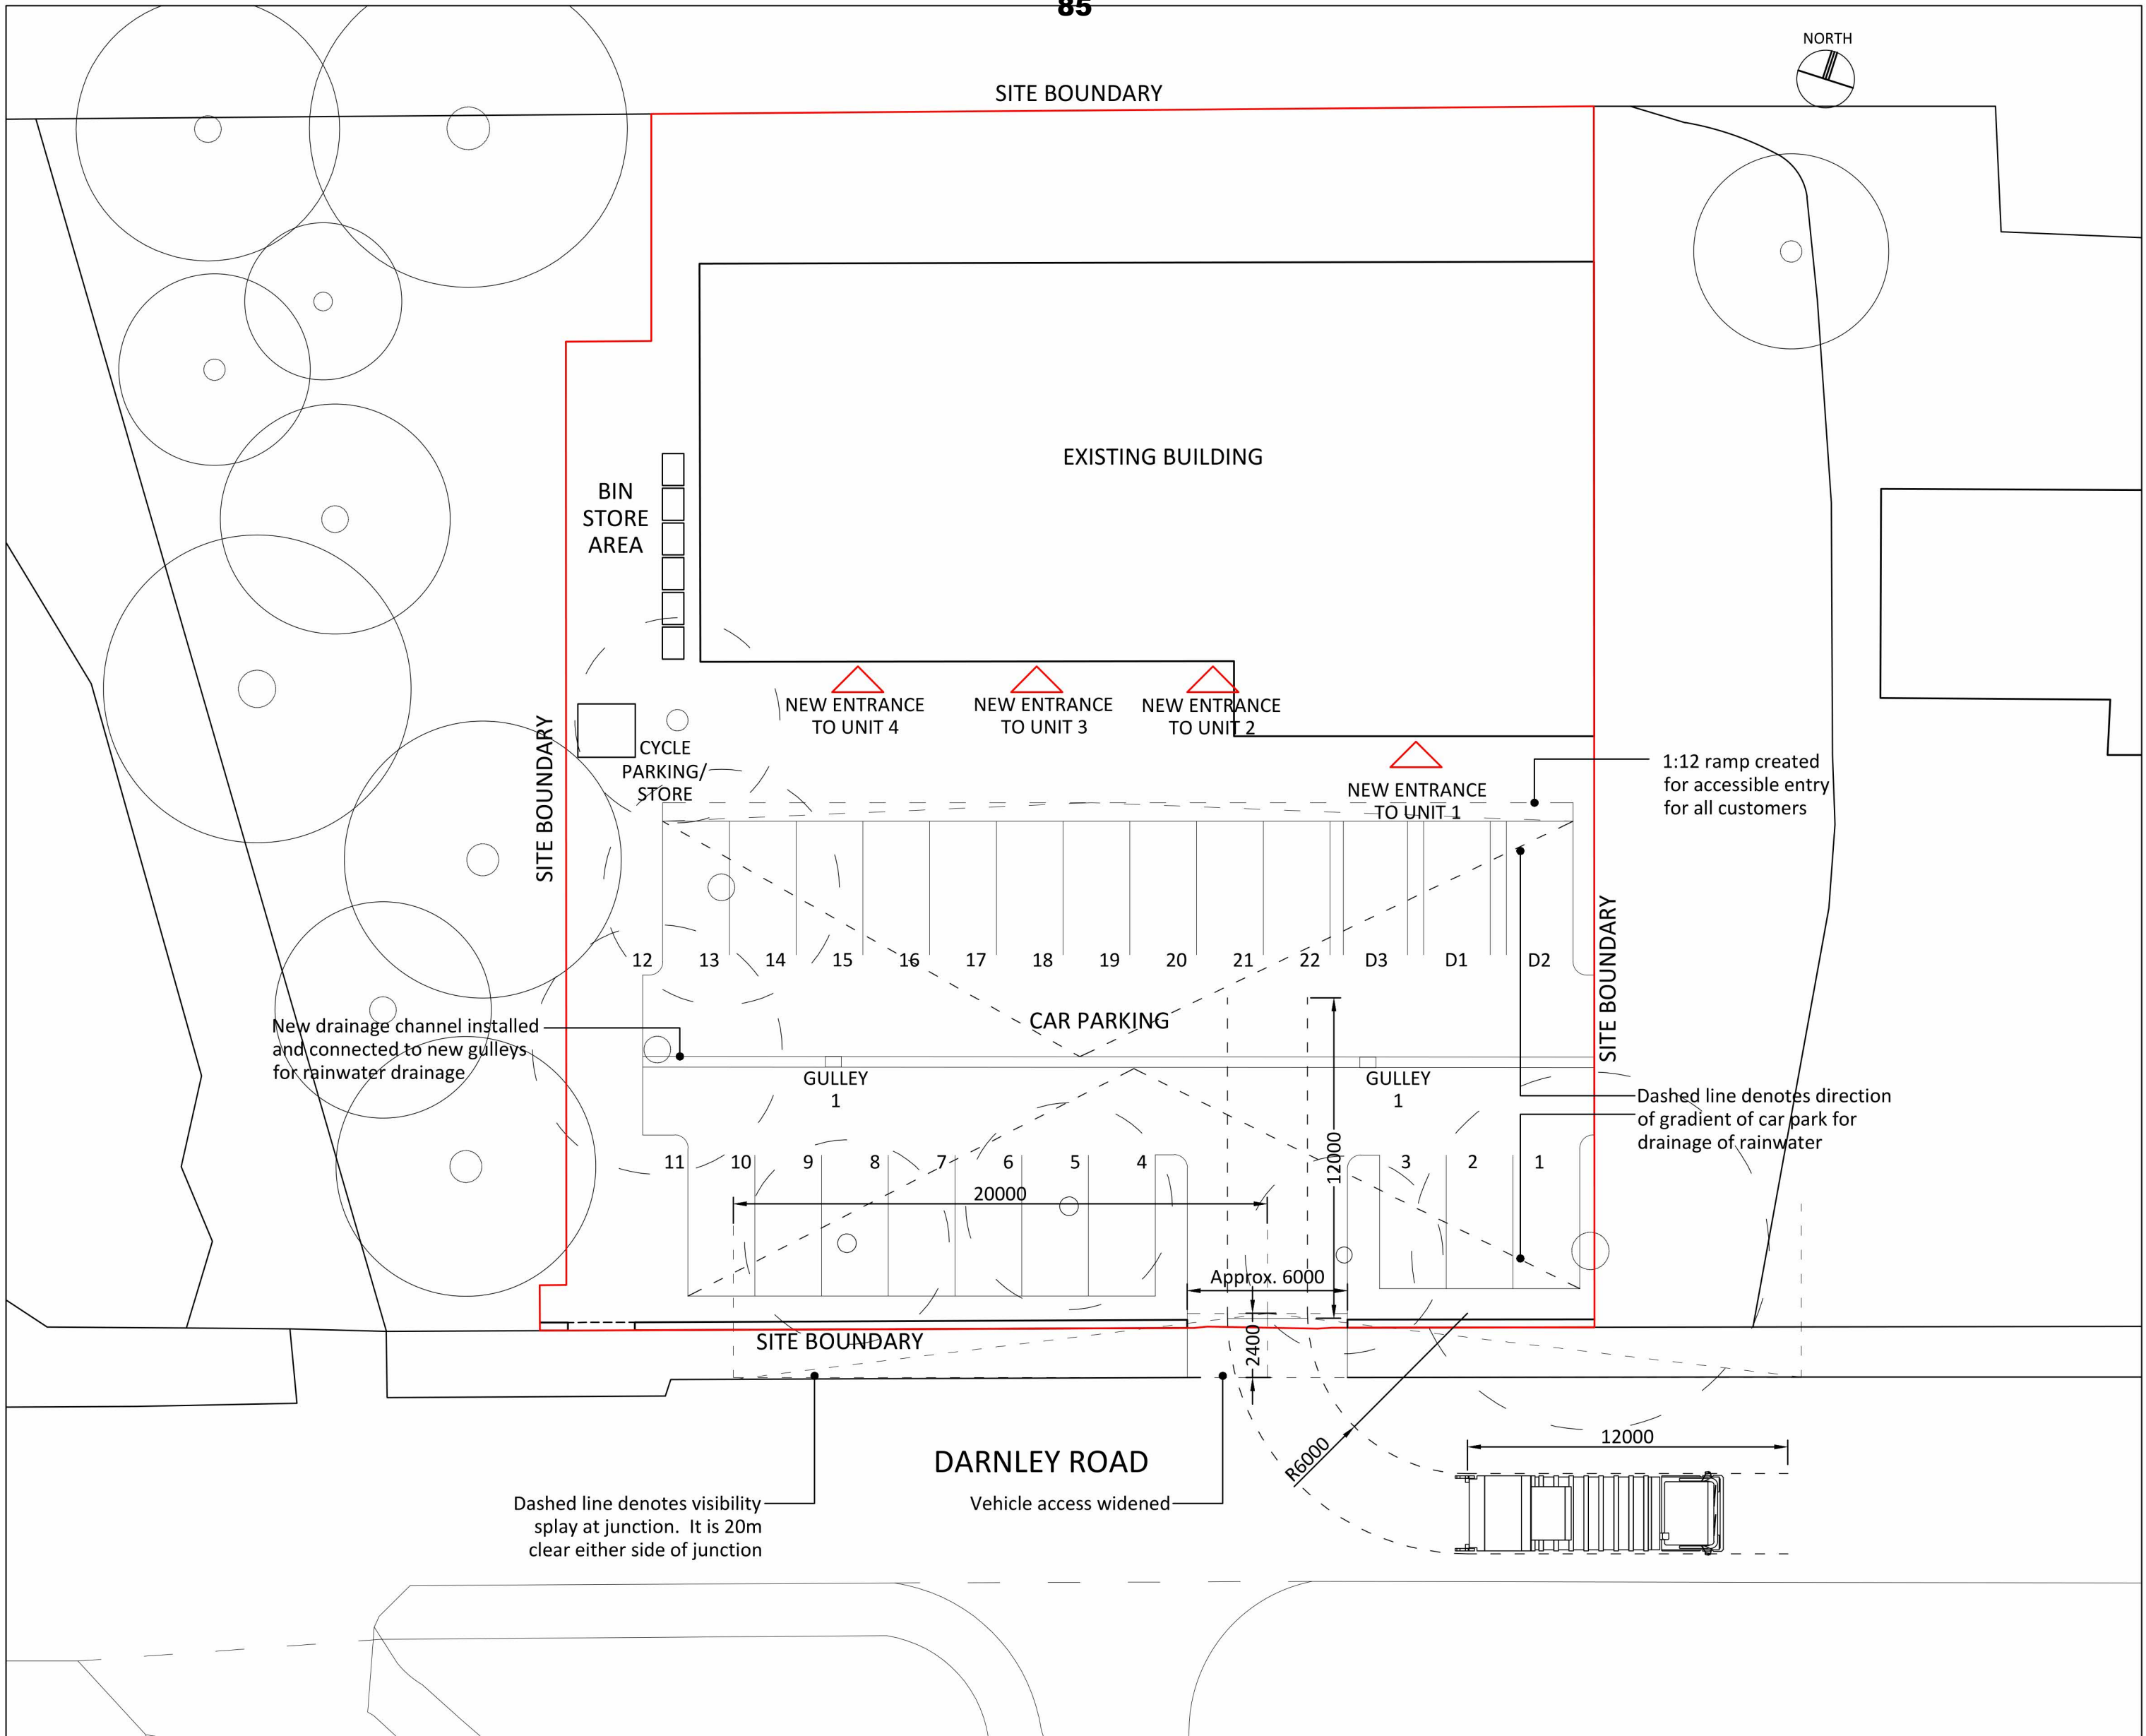 85
NORTH
SITE BOUNDARY
EXISTING BUILDING
BIN
STORE
AREA
NEW ENTRANCE
TO UNIT 4
NEW ENTRANCE
TO UNIT 3
NEW ENTRANCE
TO UNIT 2
SITE BOUNDARY
CYCLE
PARKING/
STORE
NEW ENTRANCE
TO UNIT 1
1:12 ramp created
for accessible entry
for all customers
SITE BOUNDARY
12 13 14 15 16 17 18 19 20 21 22 D3 D1 D2
CAR PARKING
New drainage channel installed
and connected to new gulleys
for rainwater drainage
GULLEY
1
GULLEY
1
Dashed line denotes direction
of gradient of car park for
drainage of rainwater
11 10 9 8 7 6 5 4 3 2 1
12000
20000
Approx. 6000
2400
SITE BOUNDARY
DARNLEY ROAD
R6000
12000
Dashed line denotes visibility
splay at junction. It is 20m
clear either side of junction
Vehicle access widened